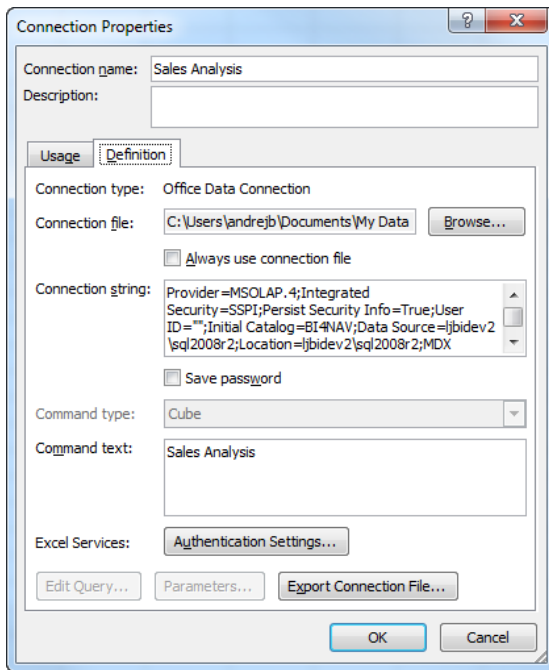 Connection Properties
Connection name: Sales Analysis
Description:
Usage Definition
Connection type: Office Data Connection
Connection file: C:\Users\andrejb\Documents\My Data Browse...
Always use connection file
Connection string: Provider=MSOLAP.4;Integrated
Security=SSPI;Persist Security Info=True;User
ID="";Initial Catalog=BI4NAV;Data Source=ljbidev2
\sql2008r2;Location=ljbidev2\sql2008r2;MDX
Save password
Command type: Cube
Command text: Sales Analysis
Excel Services: Authentication Settings...
Edit Query... Parameters... Export Connection File...
OK Cancel